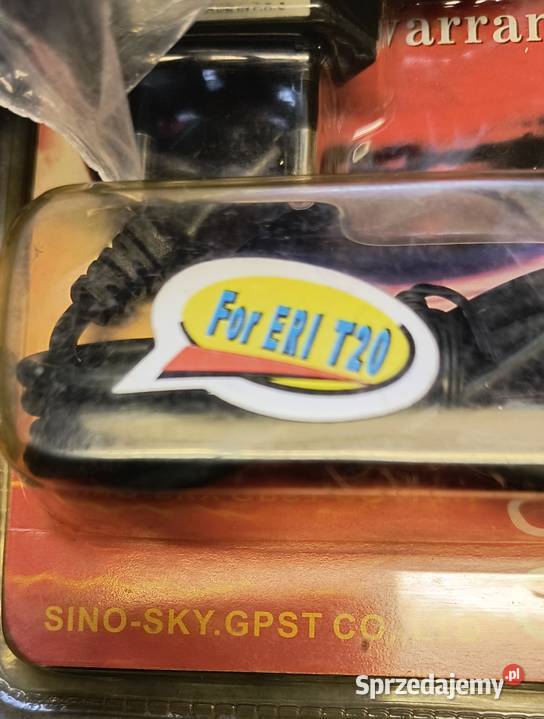 warran
For ERI T20
SINO-SKY.GPST CO.
Sprzedajemy.pl